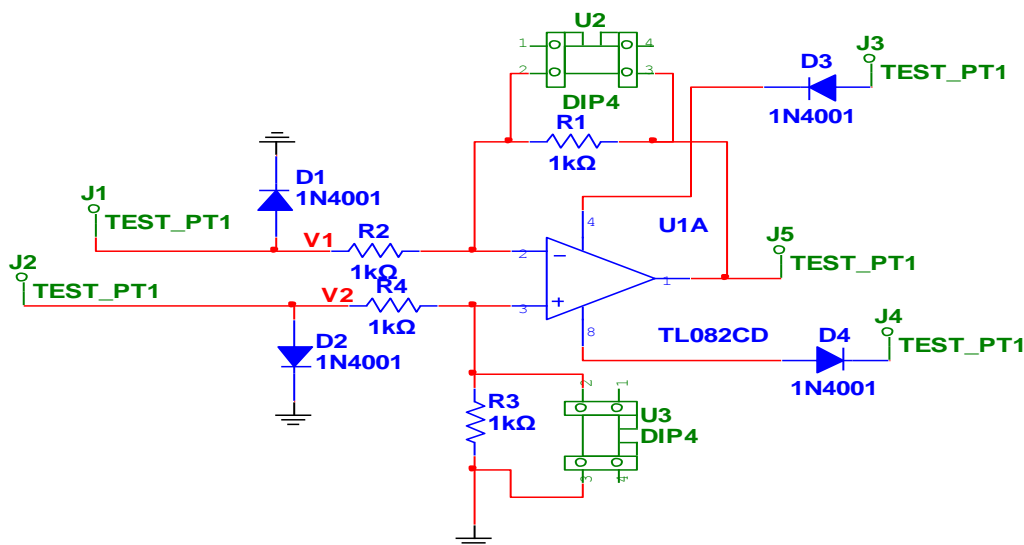 U2
1
4
2
3
DIP4
J3
TEST_PT1
D3
1N4001
R1
1kΩ
D1
1N4001
J1
TEST_PT1
V1
R2
1kΩ
4
U1A
2
1
J5
TEST_PT1
J2
TEST_PT1
V2
R4
1kΩ
3
8
TL082CD
D4
1N4001
J4
TEST_PT1
D2
1N4001
2
1
R3
1kΩ
U3
DIP4
3
4